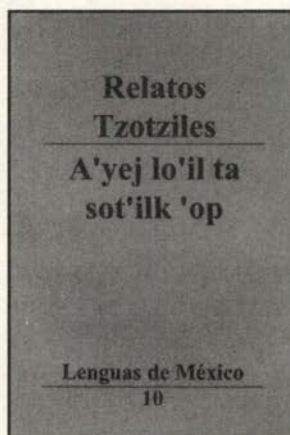 Relatos
Tzotziles
A'yej lo'il ta
sot'ilk 'op
Lenguas de México
10